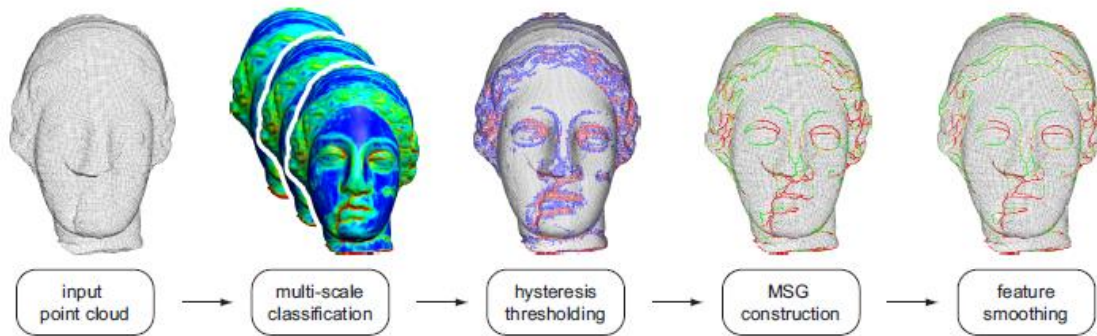 input
point cloud
multi-scale
classification
hysteresis
thresholding
MSG
construction
feature
smoothing